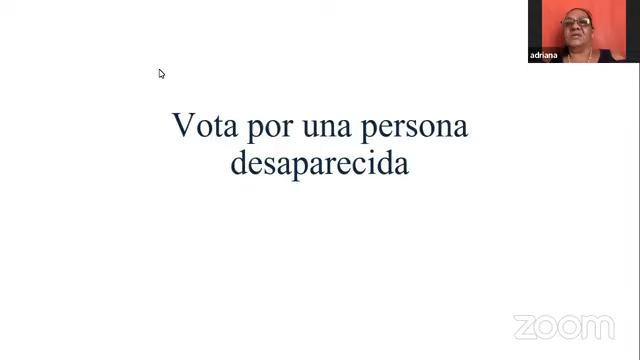 adriana
Vota por una persona
desaparecida
zoom